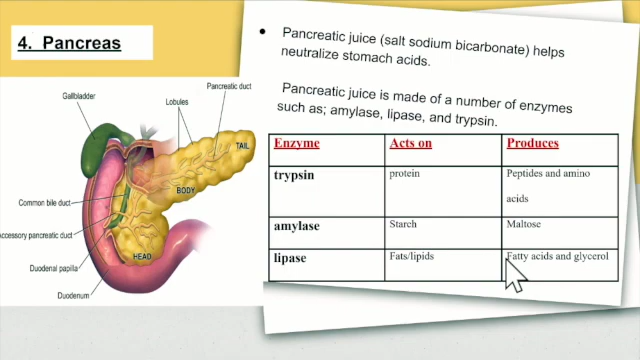 4. Pancreas
• Pancreatic juice (salt sodium bicarbonate) helps
neutralize stomach acids.
Pancreatic juice is made of a number of enzymes
such as; amylase, lipase, and trypsin.
Gallbladder
Lobules
Pancreatic duct
TAIL
BODY
Common bile duct
Accessory pancreatic duct
HEAD
Duodenal papilla
Duodenum
Enzyme Acts on Produces
trypsin protein Peptides and amino
acids
amylase Starch Maltose
lipase Fats/lipids Fatty acids and glycerol